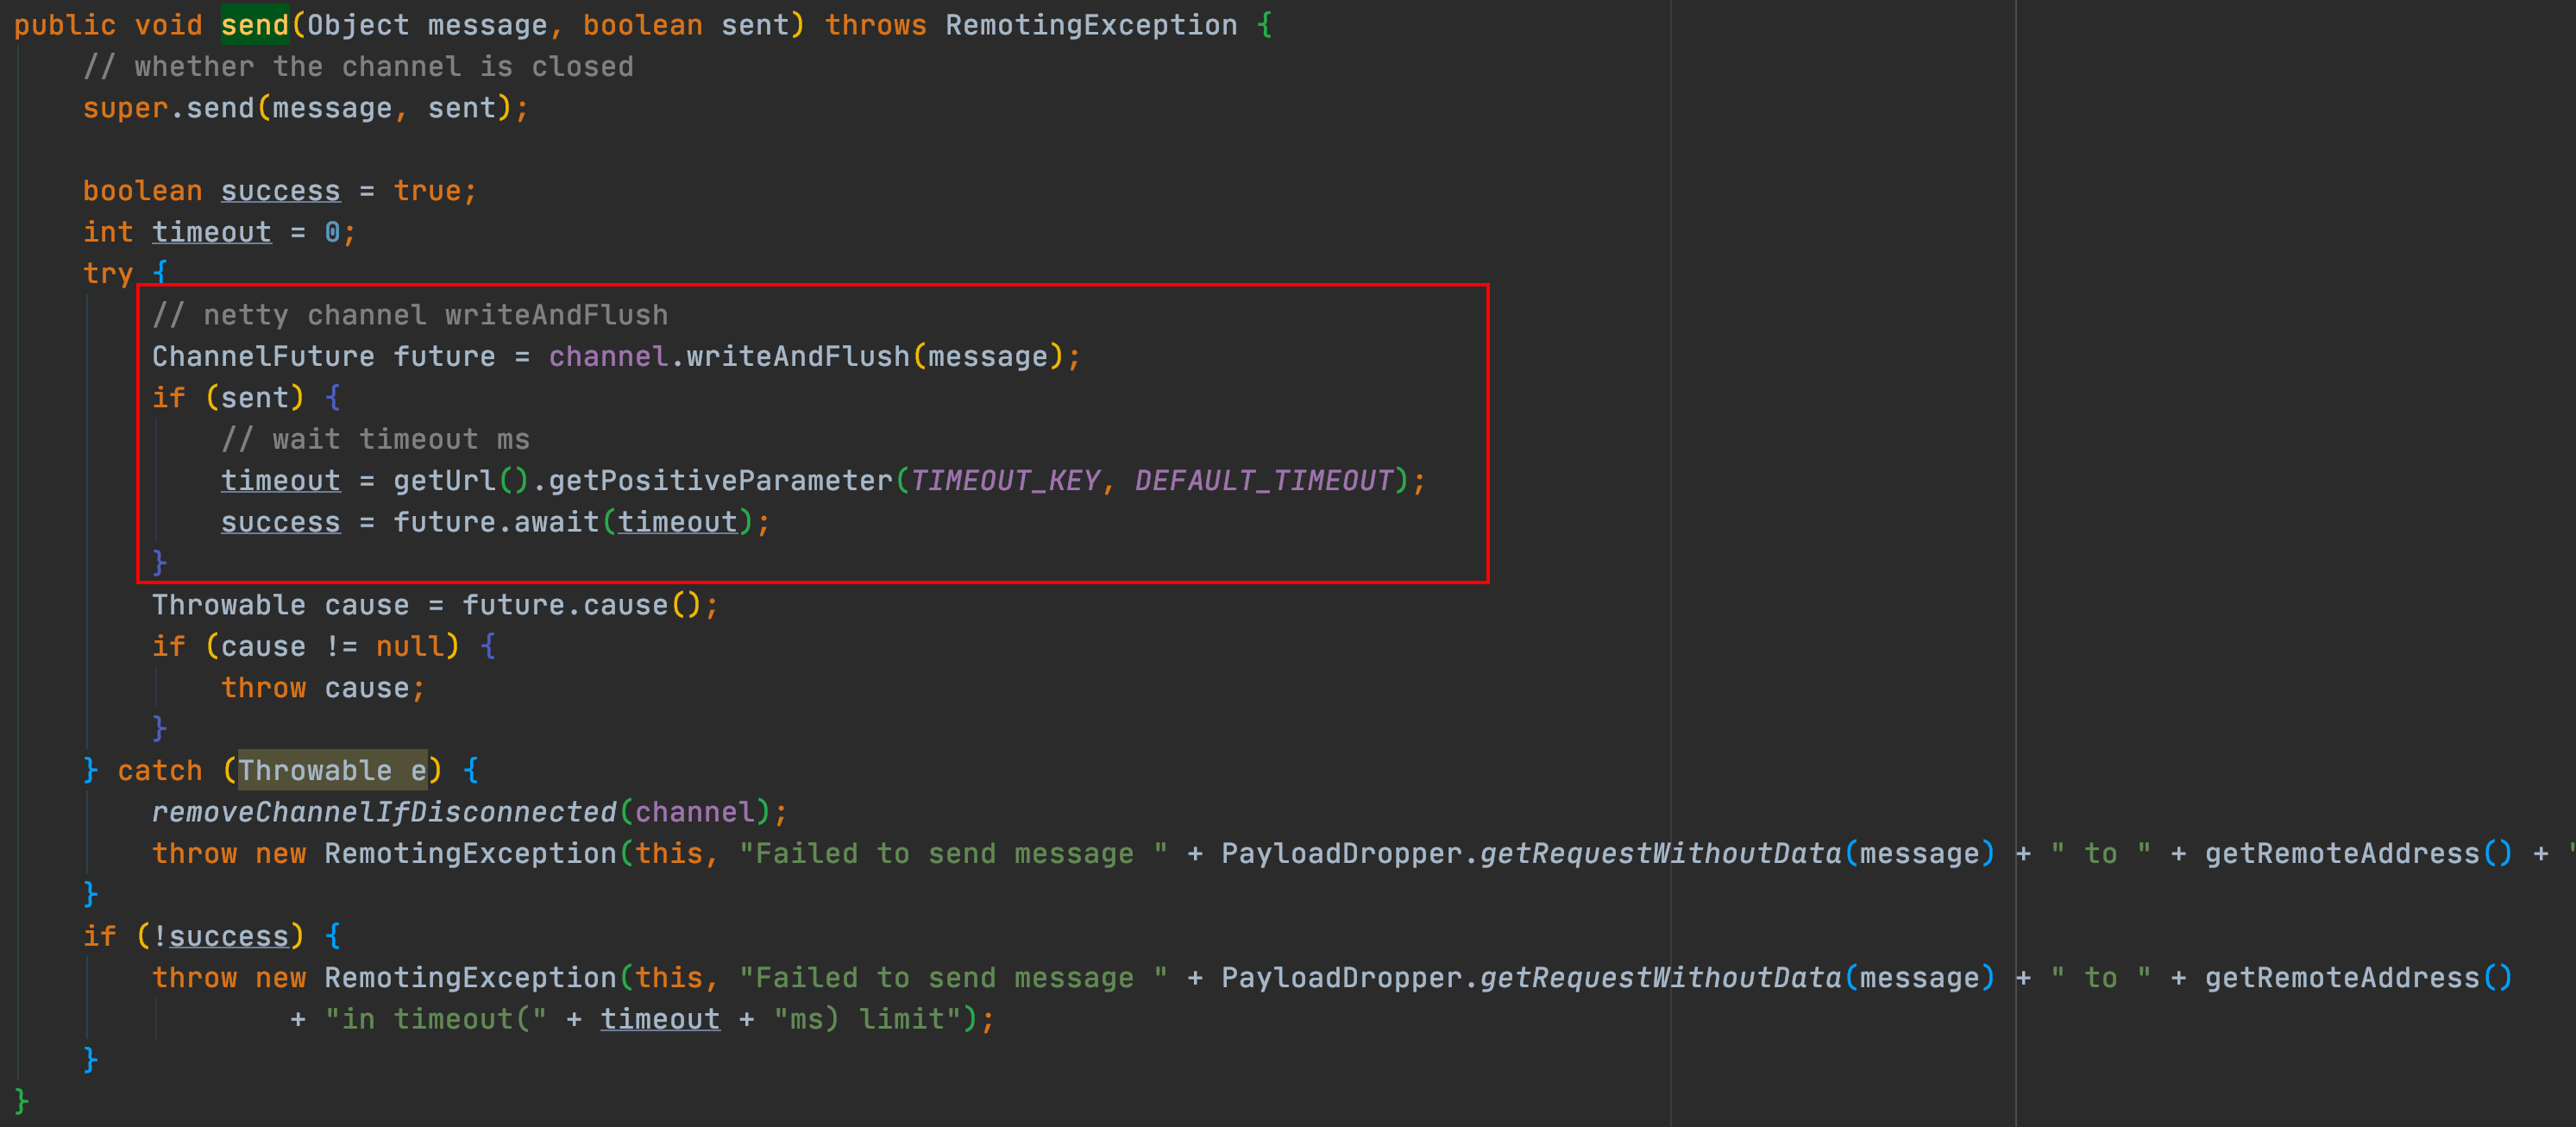 public void send(Object message, boolean sent) throws RemotingException {
// whether the channel is closed
super.send(message, sent);
boolean success = true;
int timeout = 0;
try {
// netty channel writeAndFlush
ChannelFuture future = channel.writeAndFlush(message);
if (sent) {
// wait timeout ms
timeout = getUrl().getPositiveParameter(TIMEOUT_KEY, DEFAULT_TIMEOUT);
success = future.await(timeout);
}
Throwable cause = future.cause();
if (cause != null) {
throw cause;
}
} catch (Throwable e) {
removeChannelIfDisconnected(channel);
throw new RemotingException(this, "Failed to send message " + PayloadDropper.getRequestWithoutData(message) + " to " + getRemoteAddress() + "
}
if (!success) {
throw new RemotingException(this, "Failed to send message " + PayloadDropper.getRequestWithoutData(message) + " to " + getRemoteAddress()
+ "in timeout(" + timeout + "ms) limit");
}
}